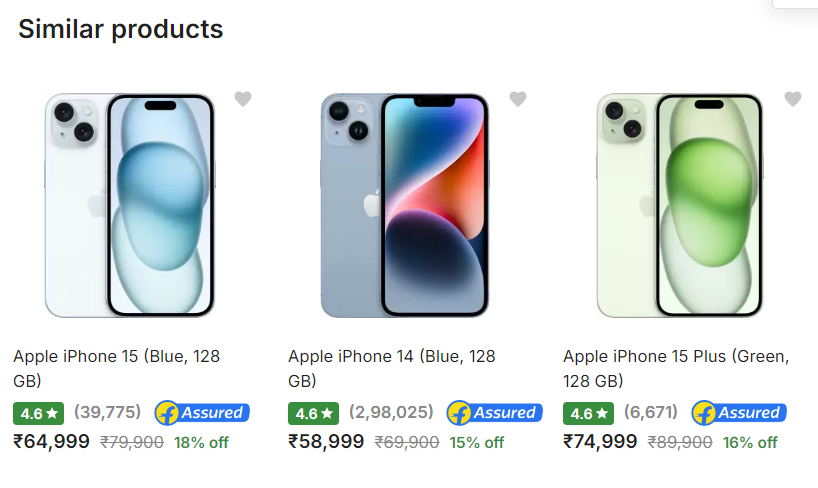 Similar products
Apple iPhone 15 (Blue, 128
GB)
4.6★ (39,775) Assured
₹64,999 ₹79,900 18% off
Apple iPhone 14 (Blue, 128
GB)
4.6★ (2,98,025) Assured
₹58,999 ₹69,900 15% off
Apple iPhone 15 Plus (Green,
128 GB)
4.6★ (6,671) Assured
₹74,999 ₹89,900 16% off